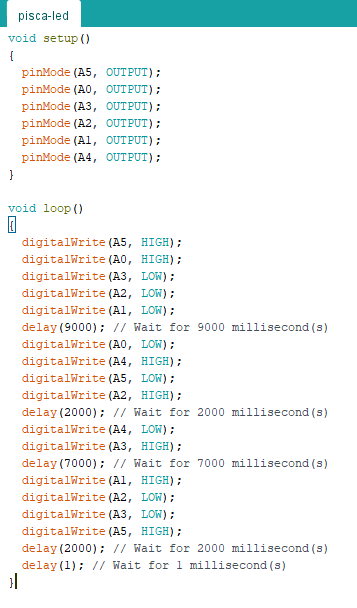 pisca-led
void setup()
{
  pinMode(A5, OUTPUT);
  pinMode(A0, OUTPUT);
  pinMode(A3, OUTPUT);
  pinMode(A2, OUTPUT);
  pinMode(A1, OUTPUT);
  pinMode(A4, OUTPUT);
}

void loop()
{
  digitalWrite(A5, HIGH);
  digitalWrite(A0, HIGH);
  digitalWrite(A3, LOW);
  digitalWrite(A2, LOW);
  digitalWrite(A1, LOW);
  delay(9000); // Wait for 9000 millisecond(s)
  digitalWrite(A0, LOW);
  digitalWrite(A4, HIGH);
  digitalWrite(A5, LOW);
  digitalWrite(A2, HIGH);
  delay(2000); // Wait for 2000 millisecond(s)
  digitalWrite(A4, LOW);
  digitalWrite(A3, HIGH);
  delay(7000); // Wait for 7000 millisecond(s)
  digitalWrite(A1, HIGH);
  digitalWrite(A2, LOW);
  digitalWrite(A3, LOW);
  digitalWrite(A5, HIGH);
  delay(2000); // Wait for 2000 millisecond(s)
  delay(1); // Wait for 1 millisecond(s)
}